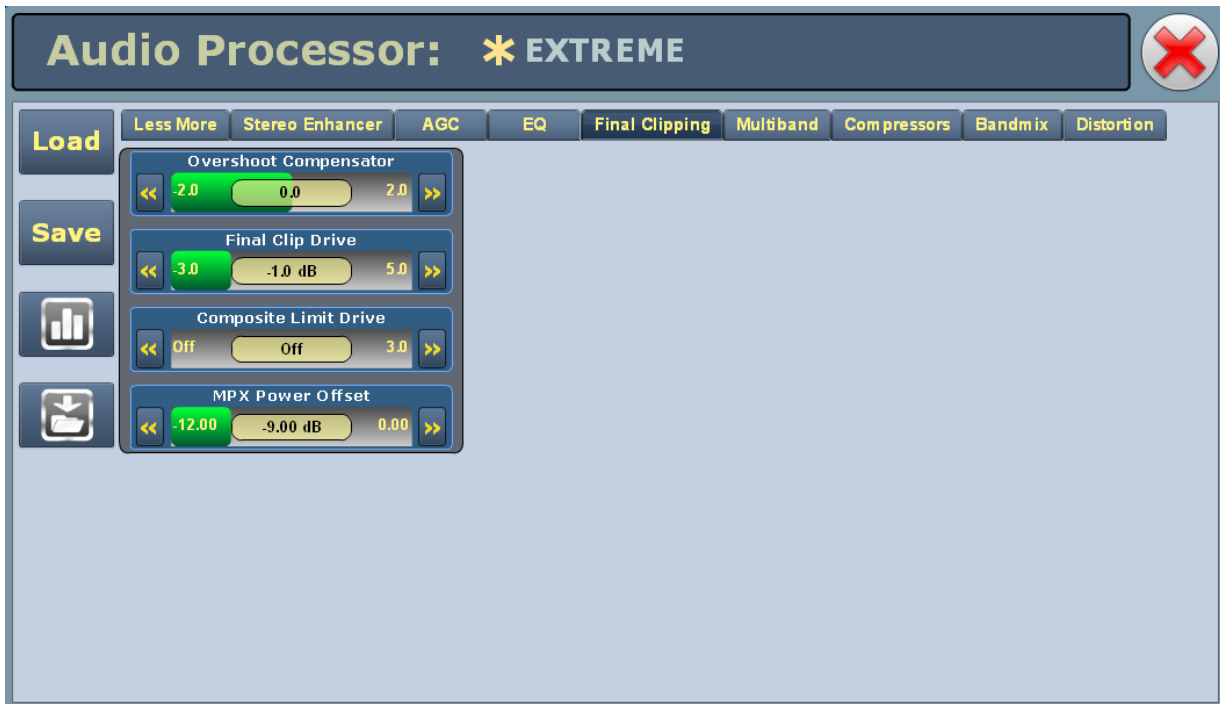 Audio Processor: * EXTREME
Load
Save
Less More Stereo Enhancer AGC EQ Final Clipping Multiband Compressors Bandmix Distortion
Overshoot Compensator
<< -2.0 0.0 2.0 >>
Final Clip Drive
<< -3.0 -1.0 dB 5.0 >>
Composite Limit Drive
<< Off Off 3.0 >>
MPX Power Offset
<< -12.00 -9.00 dB 0.00 >>